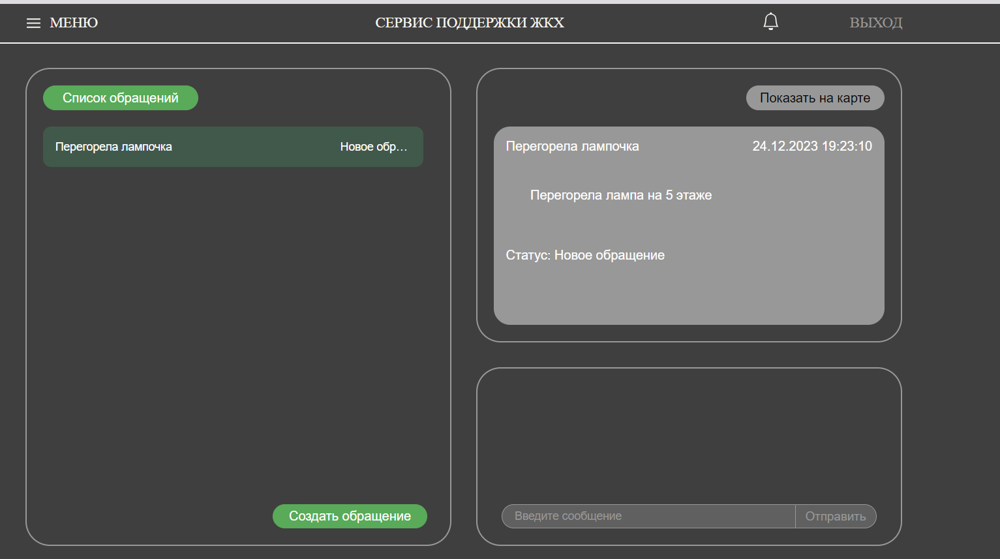 МЕНЮ
СЕРВИС ПОДДЕРЖКИ ЖКХ
ВЫХОД
Список обращений
Перегорела лампочка
Новое обр...
Создать обращение
Показать на карте
Перегорела лампочка
24.12.2023 19:23:10
Перегорела лампа на 5 этаже
Статус: Новое обращение
Введите сообщение
Отправить